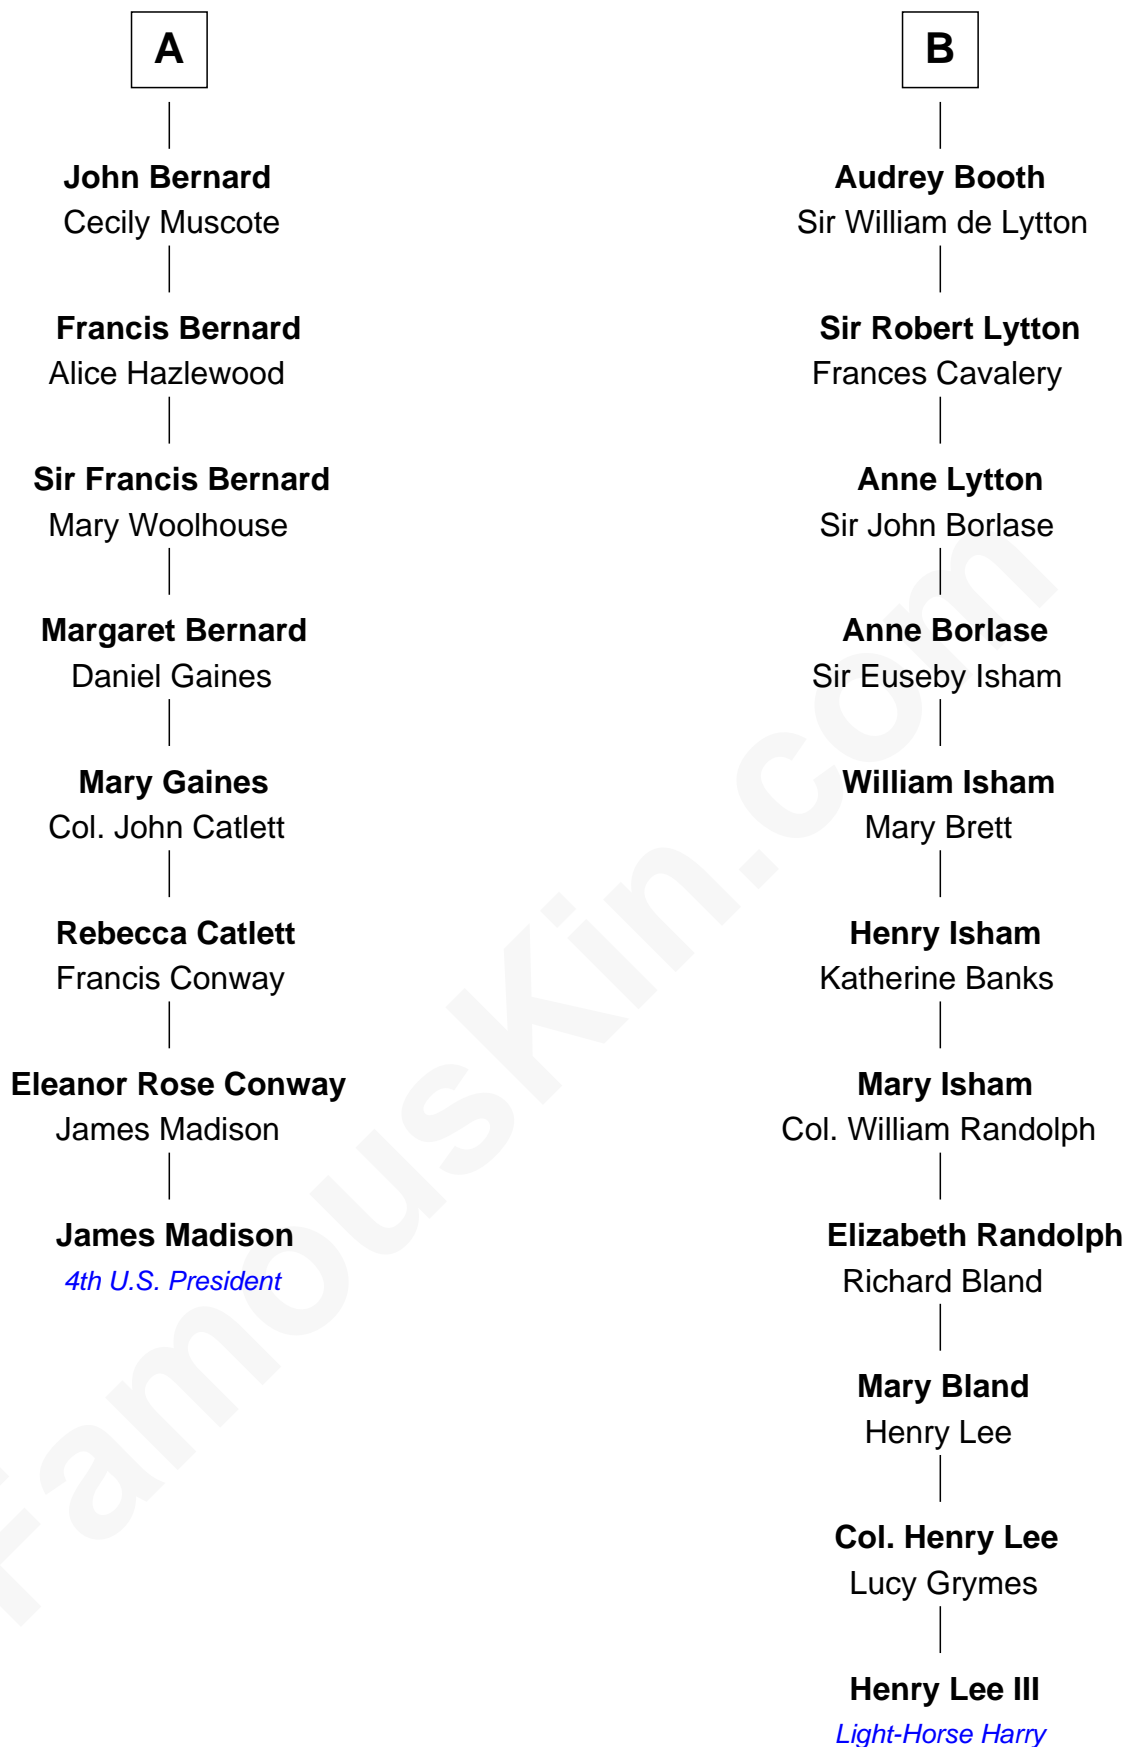 A
John Bernard
Cecily Muscote
Francis Bernard
Alice Hazlewood
Sir Francis Bernard
Mary Woolhouse
Margaret Bernard
Daniel Gaines
Mary Gaines
Col. John Catlett
Rebecca Catlett
Francis Conway
Eleanor Rose Conway
James Madison
James Madison
4th U.S. President
B
Audrey Booth
Sir William de Lytton
Sir Robert Lytton
Frances Cavalery
Anne Lytton
Sir John Borlase
Anne Borlase
Sir Euseby Isham
William Isham
Mary Brett
Henry Isham
Katherine Banks
Mary Isham
Col. William Randolph
Elizabeth Randolph
Richard Bland
Mary Bland
Henry Lee
Col. Henry Lee
Lucy Grymes
Henry Lee III
Light-Horse Harry
FamousKin.com